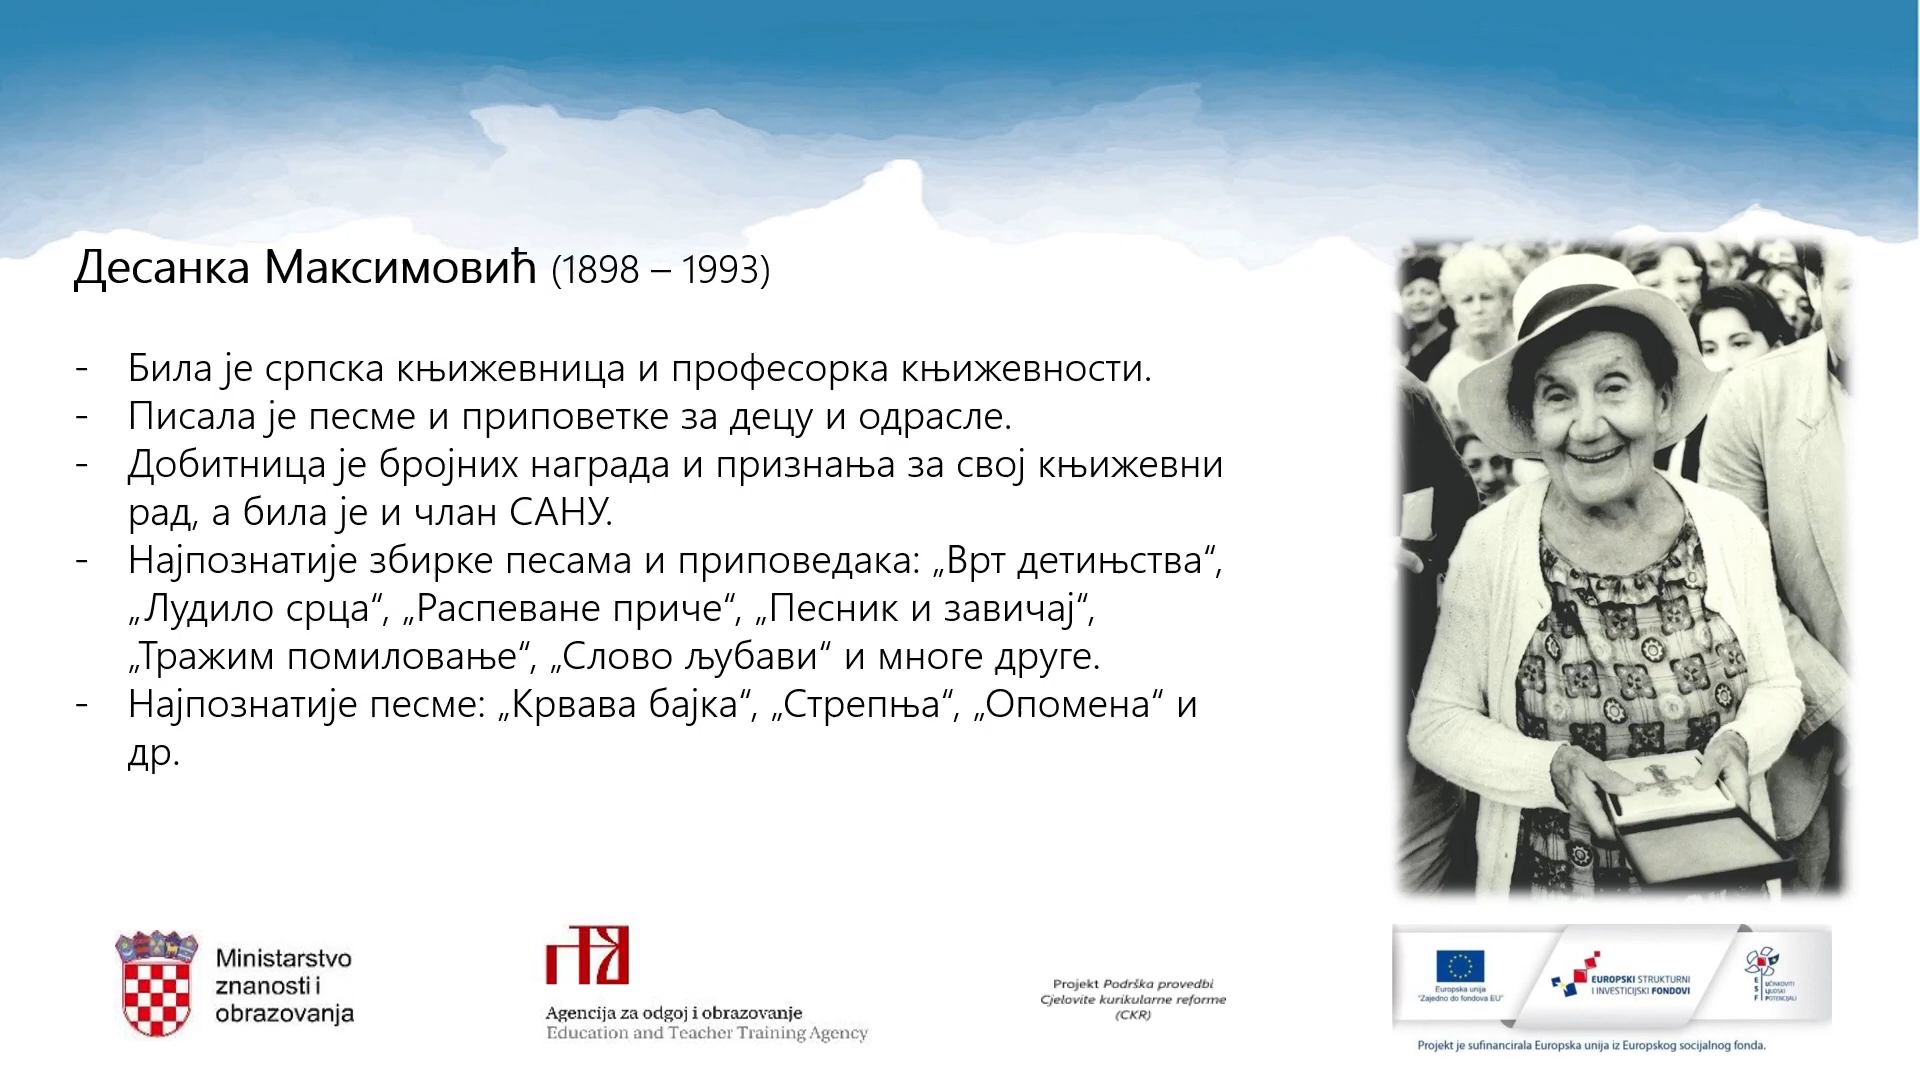 Десанка Максимовић (1898 – 1993)
- Била је српска књижевница и професорка књижевности.
- Писала је песме и приповетке за децу и одрасле.
- Добитница је бројних награда и признања за свој књижевни
рад, а била је и члан САНУ.
- Најпознатије збирке песама и приповедака: „Врт детињства“,
„Лудило срца“, „Распеване приче“, „Песник и завичај“,
„Тражим помиловање“, „Слово љубави“ и многе друге.
- Најпознатије песме: „Крвава бајка“, „Стрепња“, „Опомена“ и
др.
Ministarstvo
znanosti i
obrazovanja
Agencija za odgoj i obrazovanje
Education and Teacher Training Agency
Projekt Podrška provedbi
Cjelovite kurikularne reforme
(CKR)
Europska unija
"Zajedno do fondova EU"
EUROPSKI STRUKTURNI
I INVESTICIJSKI FONDOVI
ESF
UČINKOVITI
LJUDSKI
POTENCIJALI
Projekt je sufinancirala Europska unija iz Europskog socijalnog fonda.